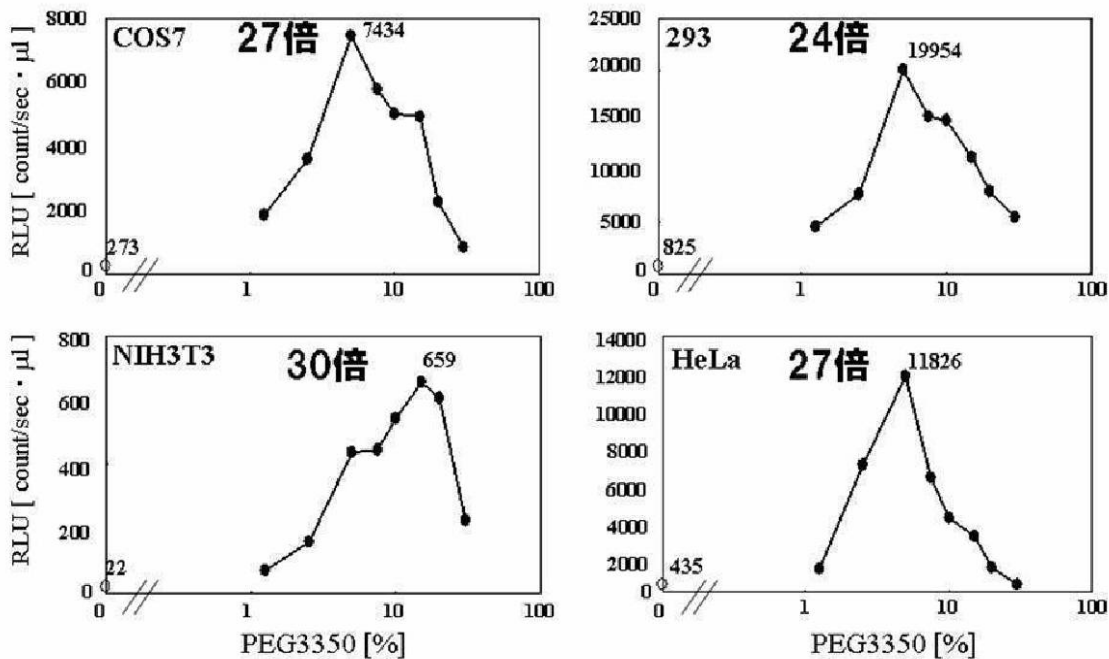 COS7 27倍 7434
RLU [ count/sec・μl ]
8000
6000
4000
2000
0
273
0 1 10 100
293 24倍 19954
25000
20000
15000
10000
5000
0
825
0 1 10 100
NIH3T3 30倍 659
RLU [ count/sec・μl ]
800
600
400
200
0
22
0 1 10 100
PEG3350 [%]
HeLa 27倍 11826
14000
12000
10000
8000
6000
4000
2000
0
435
0 1 10 100
PEG3350 [%]